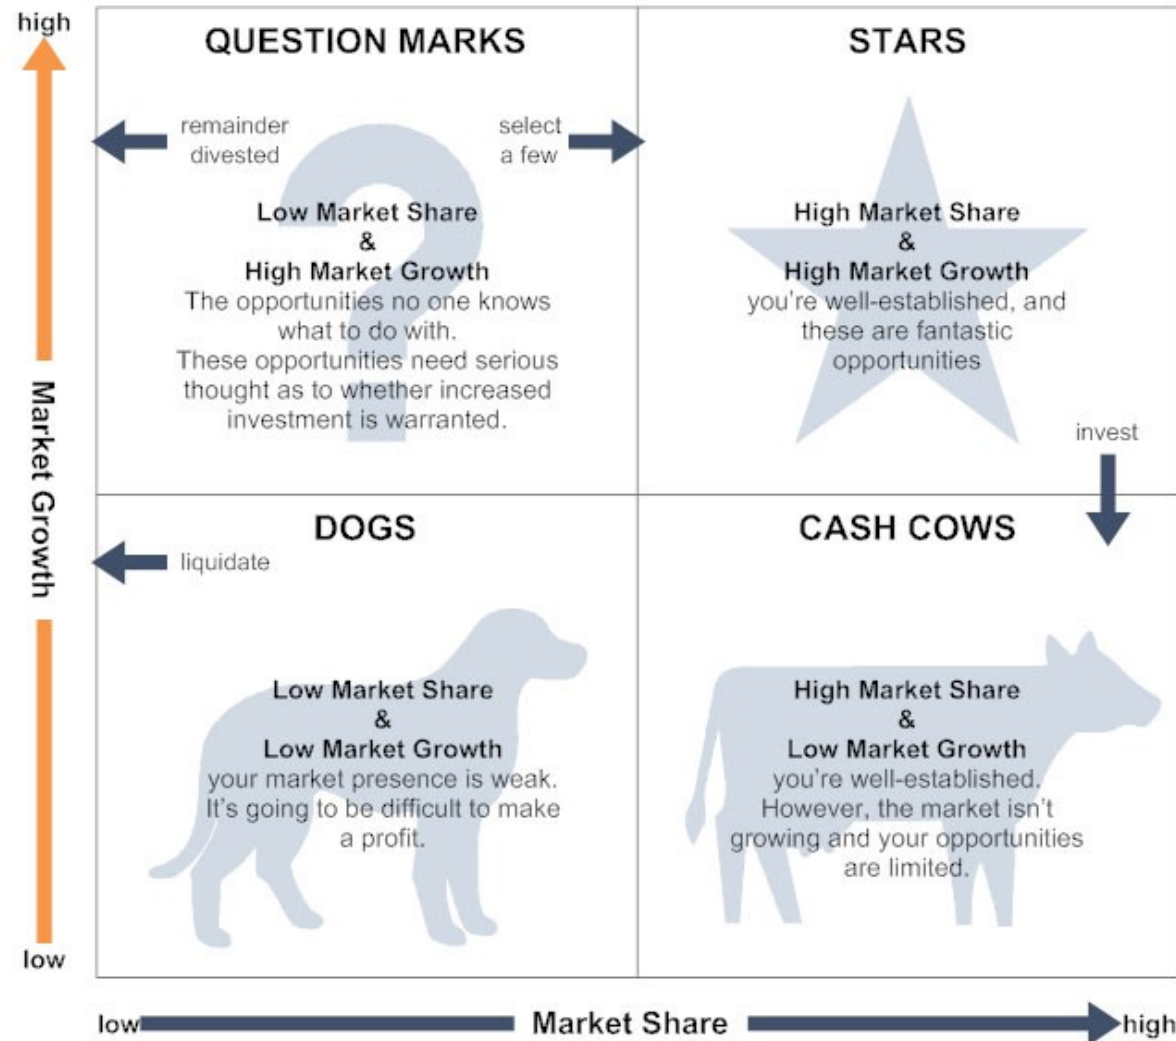 high
QUESTION MARKS
remainder
divested
select
a few
Low Market Share
&
High Market Growth
The opportunities no one knows
what to do with.
These opportunities need serious
thought as to whether increased
investment is warranted.
STARS
High Market Share
&
High Market Growth
you're well-established, and
these are fantastic
opportunities
invest
Market Growth
DOGS
liquidate
Low Market Share
&
Low Market Growth
your market presence is weak.
It's going to be difficult to make
a profit.
CASH COWS
High Market Share
&
Low Market Growth
you're well-established.
However, the market isn't
growing and your opportunities
are limited.
low
low
Market Share
high